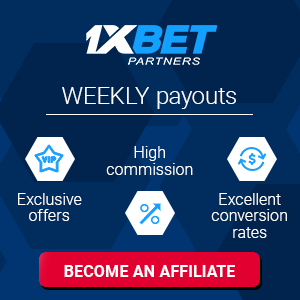 1XBET
PARTNERS
WEEKLY payouts
VIP
High
commission
Exclusive
offers
$
%
Excellent
conversion
rates
BECOME AN AFFILIATE